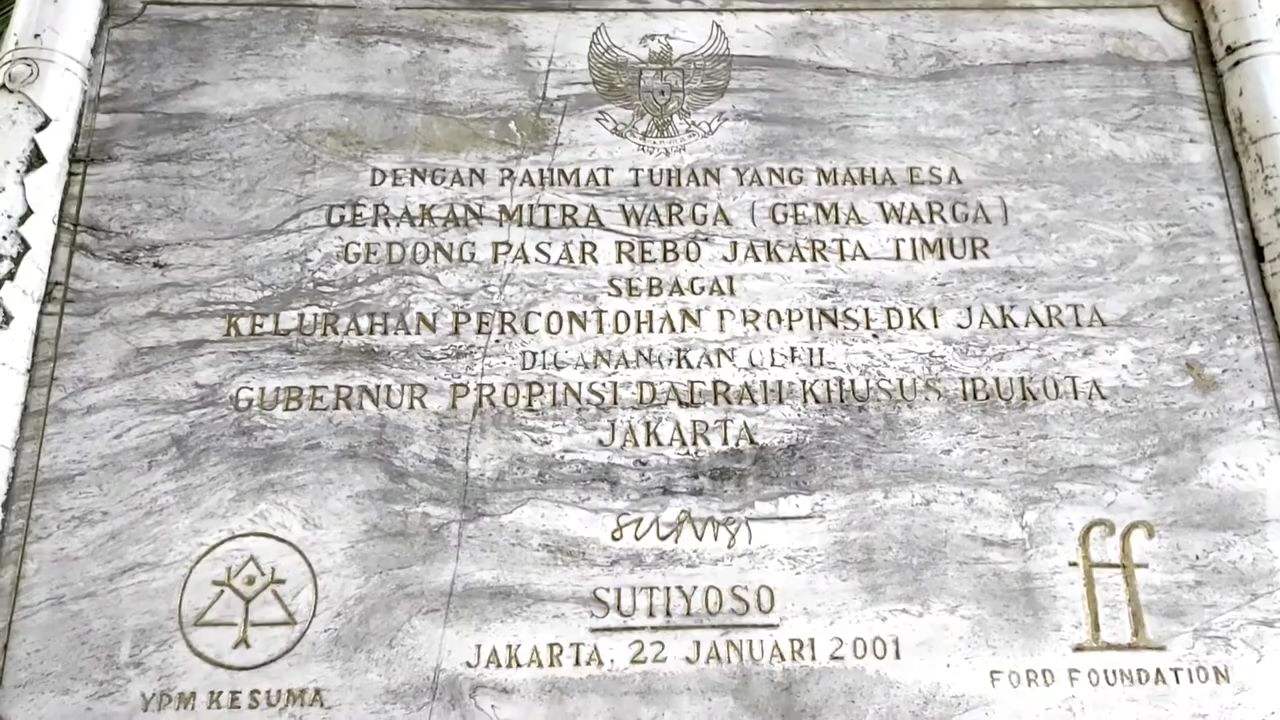 DENGAN RAHMAT TUHAN YANG MAHA ESA
GERAKAN MITRA WARGA ( GEMA WARGA )
GEDONG PASAR REBO JAKARTA TIMUR
SEBAGAI
KELURAHAN PERCONTOHAN PROPINSI DKI JAKARTA
DICANANGKAN OLEH
GUBERNUR PROPINSI DAERAH KHUSUS IBUKOTA
JAKARTA
SUTIYOSO
JAKARTA, 22 JANUARI 2001
YPM KESUMA
ff
FORD FOUNDATION